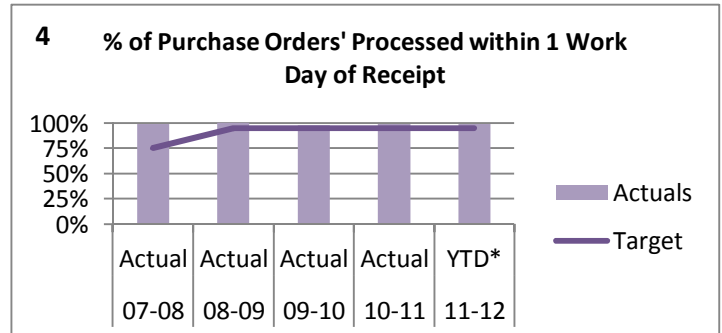 4 % of Purchase Orders' Processed within 1 Work
Day of Receipt
100%
75%
50%
25%
0%
Actual Actual Actual Actual YTD*
07-08 08-09 09-10 10-11 11-12
Actuals
Target